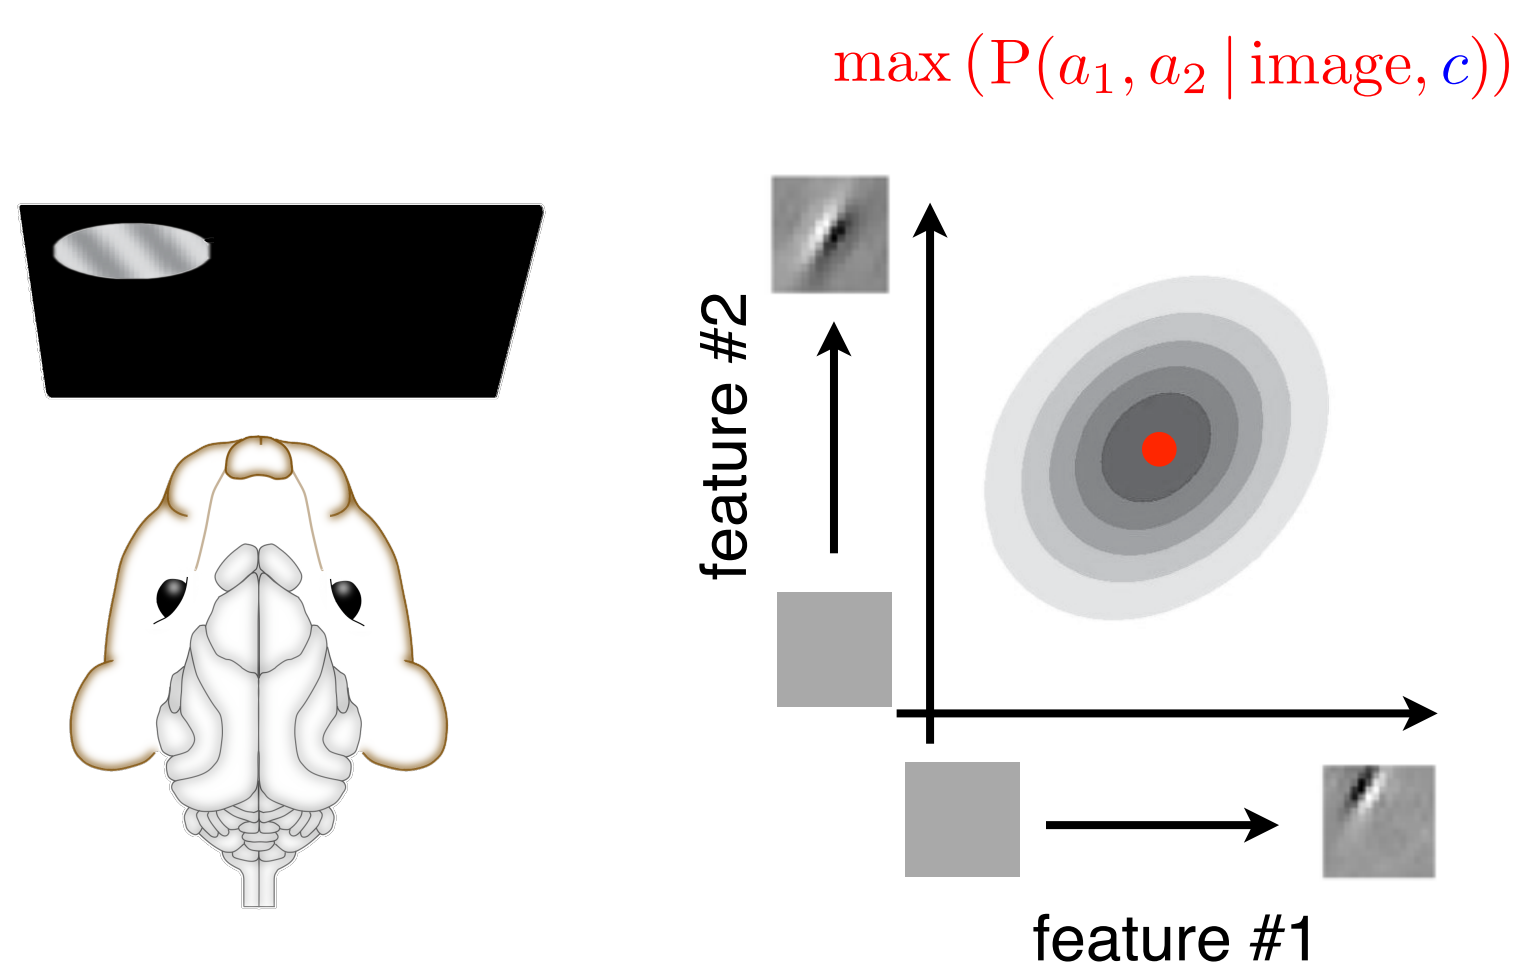 max (P(a₁, a₂ | image, c))
feature #2
feature #1